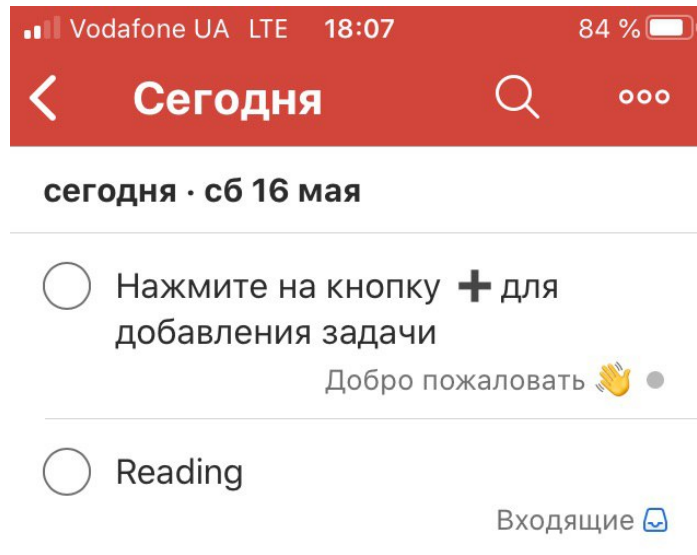 Vodafone UA LTE 18:07 84 %
Сегодня
сегодня · сб 16 мая
Нажмите на кнопку ➕ для
добавления задачи
Добро пожаловать 👋
Reading
Входящие